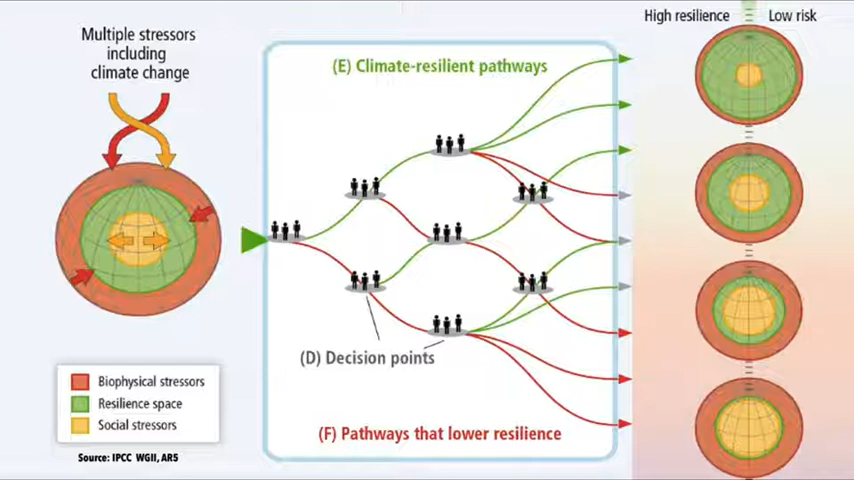 Multiple stressors
including
climate change
Biophysical stressors
Resilience space
Social stressors
Source: IPCC WGII, AR5
(E) Climate-resilient pathways
(D) Decision points
(F) Pathways that lower resilience
High resilience
Low risk